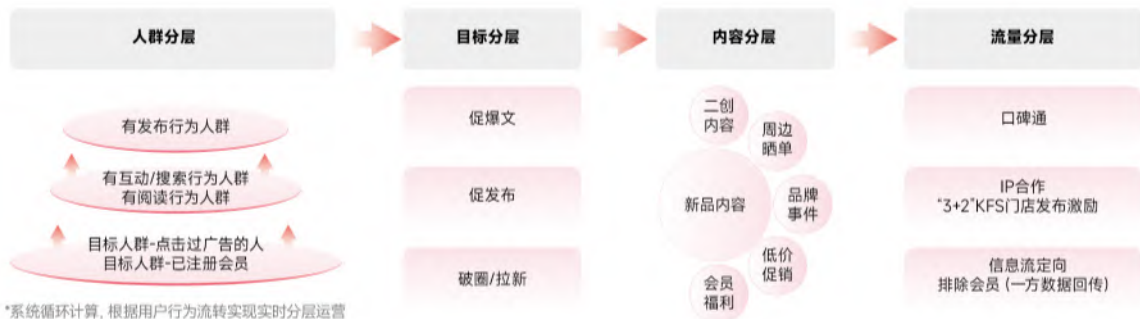 人群分层
目标分层
内容分层
流量分层
有发布行为人群
有互动/搜索行为人群
有阅读行为人群
目标人群-点击过广告的人
目标人群-已注册会员
*系统循环计算, 根据用户行为流转实现实时分层运营
促爆文
促发布
破圈/拉新
二创
内容
周边
晒单
新品内容
品牌
事件
低价
促销
会员
福利
口碑通
IP合作
“3+2”KFS门店发布激励
信息流定向
排除会员 (一方数据回传)